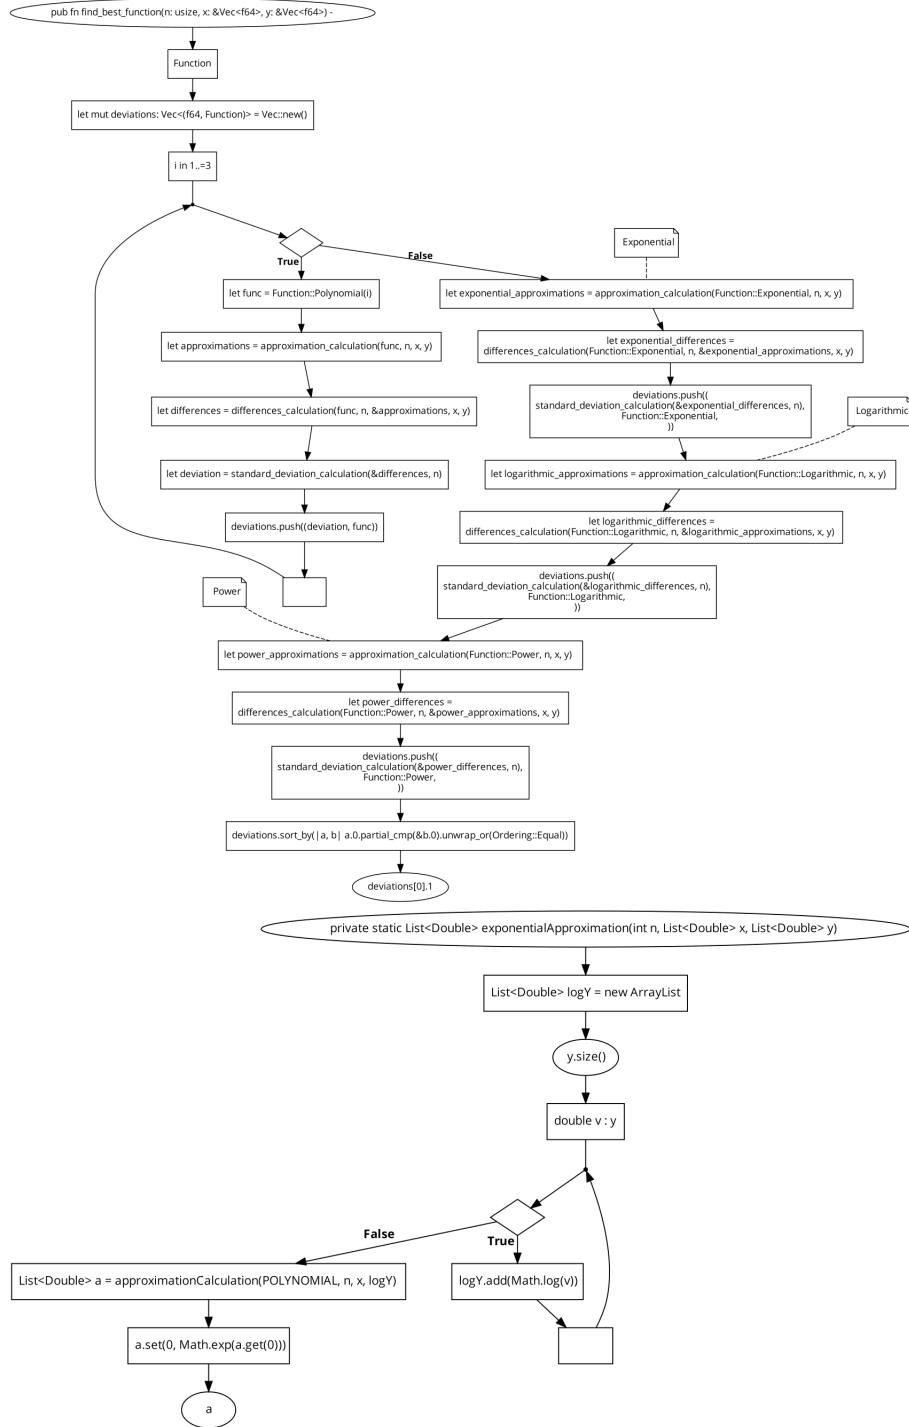 pub fn find_best_function(n: usize, x: &Vec<f64>, y: &Vec<f64>) -
Function
let mut deviations: Vec<(f64, Function)> = Vec::new()
i in 1..=3
True
False
let func = Function::Polynomial(i)
let approximations = approximation_calculation(func, n, x, y)
let differences = differences_calculation(func, n, &approximations, x, y)
let deviation = standard_deviation_calculation(&differences, n)
deviations.push((deviation, func))
Exponential
let exponential_approximations = approximation_calculation(Function::Exponential, n, x, y)
let exponential_differences =
differences_calculation(Function::Exponential, n, &exponential_approximations, x, y)
deviations.push((
standard_deviation_calculation(&exponential_differences, n),
Function::Exponential,
))
Logarithmic
let logarithmic_approximations = approximation_calculation(Function::Logarithmic, n, x, y)
let logarithmic_differences =
differences_calculation(Function::Logarithmic, n, &logarithmic_approximations, x, y)
deviations.push((
standard_deviation_calculation(&logarithmic_differences, n),
Function::Logarithmic,
))
Power
let power_approximations = approximation_calculation(Function::Power, n, x, y)
let power_differences =
differences_calculation(Function::Power, n, &power_approximations, x, y)
deviations.push((
standard_deviation_calculation(&power_differences, n),
Function::Power,
))
deviations.sort_by(|a, b| a.0.partial_cmp(&b.0).unwrap_or(Ordering::Equal))
deviations[0].1
private static List<Double> exponentialApproximation(int n, List<Double> x, List<Double> y)
List<Double> logY = new ArrayList
y.size()
double v : y
False
True
List<Double> a = approximationCalculation(POLYNOMIAL, n, x, logY)
logY.add(Math.log(v))
a.set(0, Math.exp(a.get(0)))
a